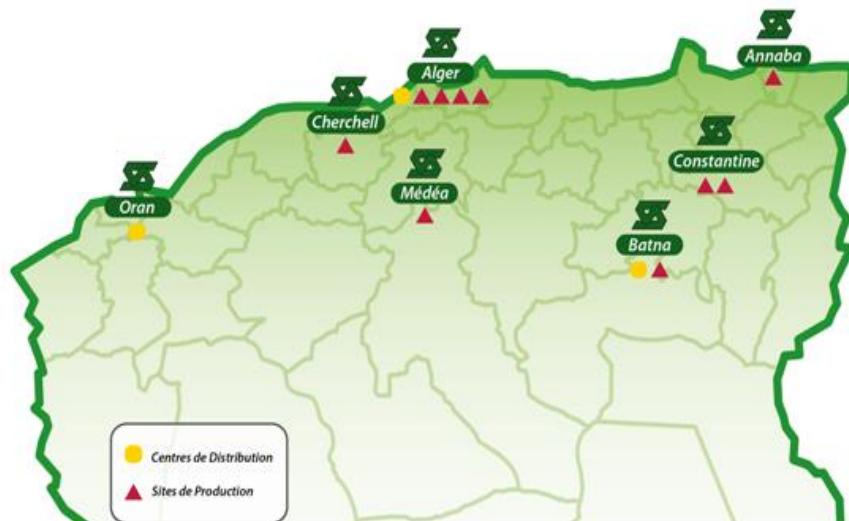 Annaba
Alger
Cherchell
Constantine
Médéa
Oran
Batna
Centres de Distribution
Sites de Production